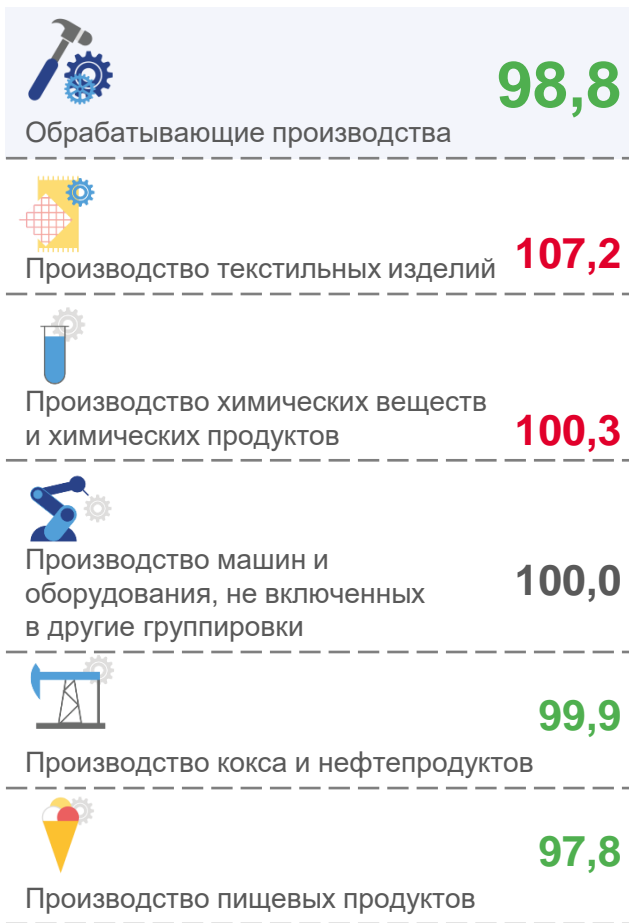 98,8
Обрабатывающие производства
Производство текстильных изделий 107,2
Производство химических веществ
и химических продуктов 100,3
Производство машин и
оборудования, не включенных 100,0
в другие группировки
99,9
Производство кокса и нефтепродуктов
97,8
Производство пищевых продуктов